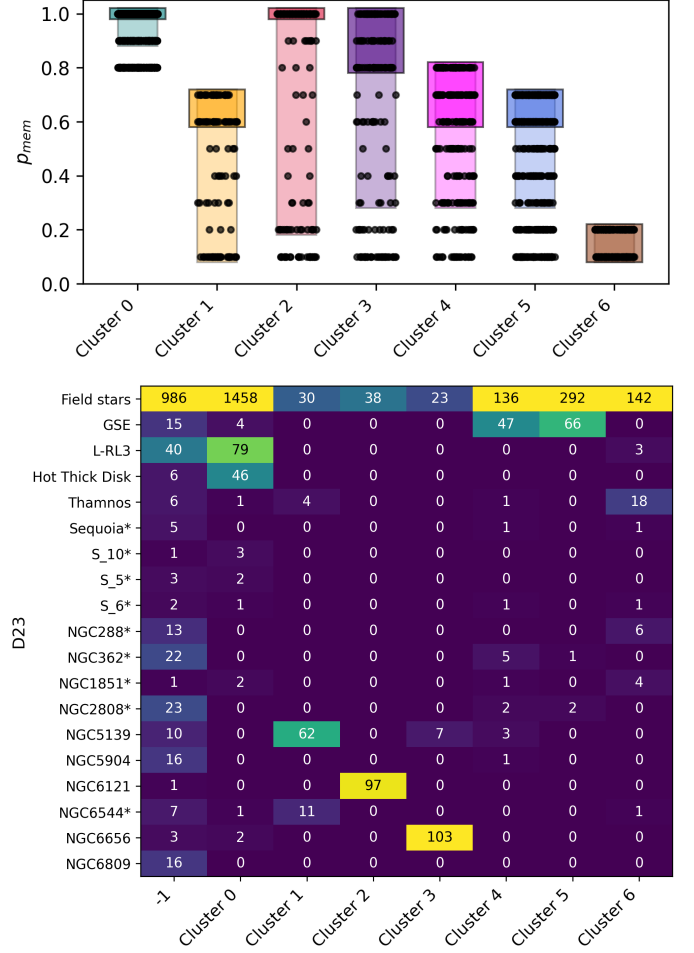 1.0
0.8
0.6
0.4
0.2
0.0
p_mem
Cluster 0
Cluster 1
Cluster 2
Cluster 3
Cluster 4
Cluster 5
Cluster 6
D23
Field stars 986 1458 30 38 23 136 292 142
GSE 15 4 0 0 0 47 66 0
L-RL3 40 79 0 0 0 0 0 3
Hot Thick Disk 6 46 0 0 0 0 0 0
Thamnos 6 1 4 0 0 1 0 18
Sequoia* 5 0 0 0 0 1 0 1
S_10* 1 3 0 0 0 0 0 0
S_5* 3 2 0 0 0 0 0 0
S_6* 2 1 0 0 0 1 0 1
NGC288* 13 0 0 0 0 0 0 6
NGC362* 22 0 0 0 0 5 1 0
NGC1851* 1 2 0 0 0 1 0 4
NGC2808* 23 0 0 0 0 2 2 0
NGC5139 10 0 62 0 7 3 0 0
NGC5904 16 0 0 0 0 1 0 0
NGC6121 1 0 0 97 0 0 0 0
NGC6544* 7 1 11 0 0 0 0 1
NGC6656 3 2 0 0 103 0 0 0
NGC6809 16 0 0 0 0 0 0 0
-1
Cluster 0
Cluster 1
Cluster 2
Cluster 3
Cluster 4
Cluster 5
Cluster 6